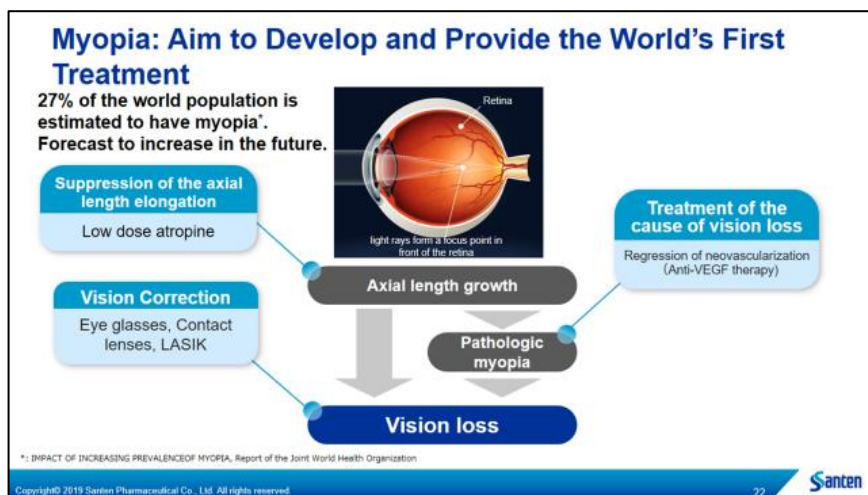 Myopia: Aim to Develop and Provide the World's First
Treatment
27% of the world population is
estimated to have myopia*.
Forecast to increase in the future.
Retina
light rays form a focus point in
front of the retina
Suppression of the axial
length elongation
Low dose atropine
Treatment of the
cause of vision loss
Regression of neovascularization
(Anti-VEGF therapy)
Axial length growth
Vision Correction
Eye glasses, Contact
lenses, LASIK
Pathologic
myopia
Vision loss
*: IMPACT OF INCREASING PREVALENCEOF MYOPIA, Report of the Joint World Health Organization
Copyright© 2019 Santen Pharmaceutical Co., Ltd. All rights reserved.
22
Santen